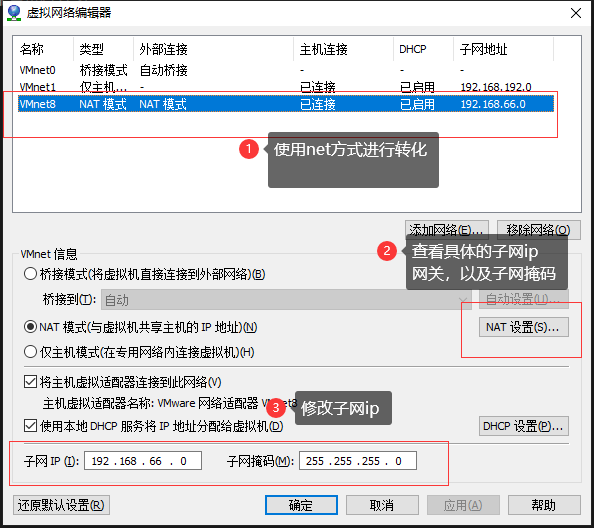 虚拟网络编辑器
名称 类型 外部连接 主机连接 DHCP 子网地址
VMnet0 桥接模式 自动桥接 - - -
VMnet1 仅主机... - 已连接 已启用 192.168.192.0
VMnet8 NAT 模式 NAT 模式 已连接 已启用 192.168.66.0
1 使用net方式进行转化
添加网络(E)... 移除网络(O)
2 查看具体的子网ip
网关，以及子网掩码
VMnet 信息
桥接模式(将虚拟机直接连接到外部网络)(B)
桥接到(T): 自动 自动设置(U)...
NAT 模式(与虚拟机共享主机的 IP 地址)(N) NAT 设置(S)...
仅主机模式(在专用网络内连接虚拟机)(H)
将主机虚拟适配器连接到此网络(V)
主机虚拟适配器名称: VMware 网络适配器 VMnet8
3 修改子网ip
使用本地 DHCP 服务将 IP 地址分配给虚拟机(D) DHCP 设置(P)...
子网 IP (I): 192 .168 . 66 . 0 子网掩码(M): 255 .255 .255 . 0
还原默认设置(R) 确定 取消 应用(A) 帮助